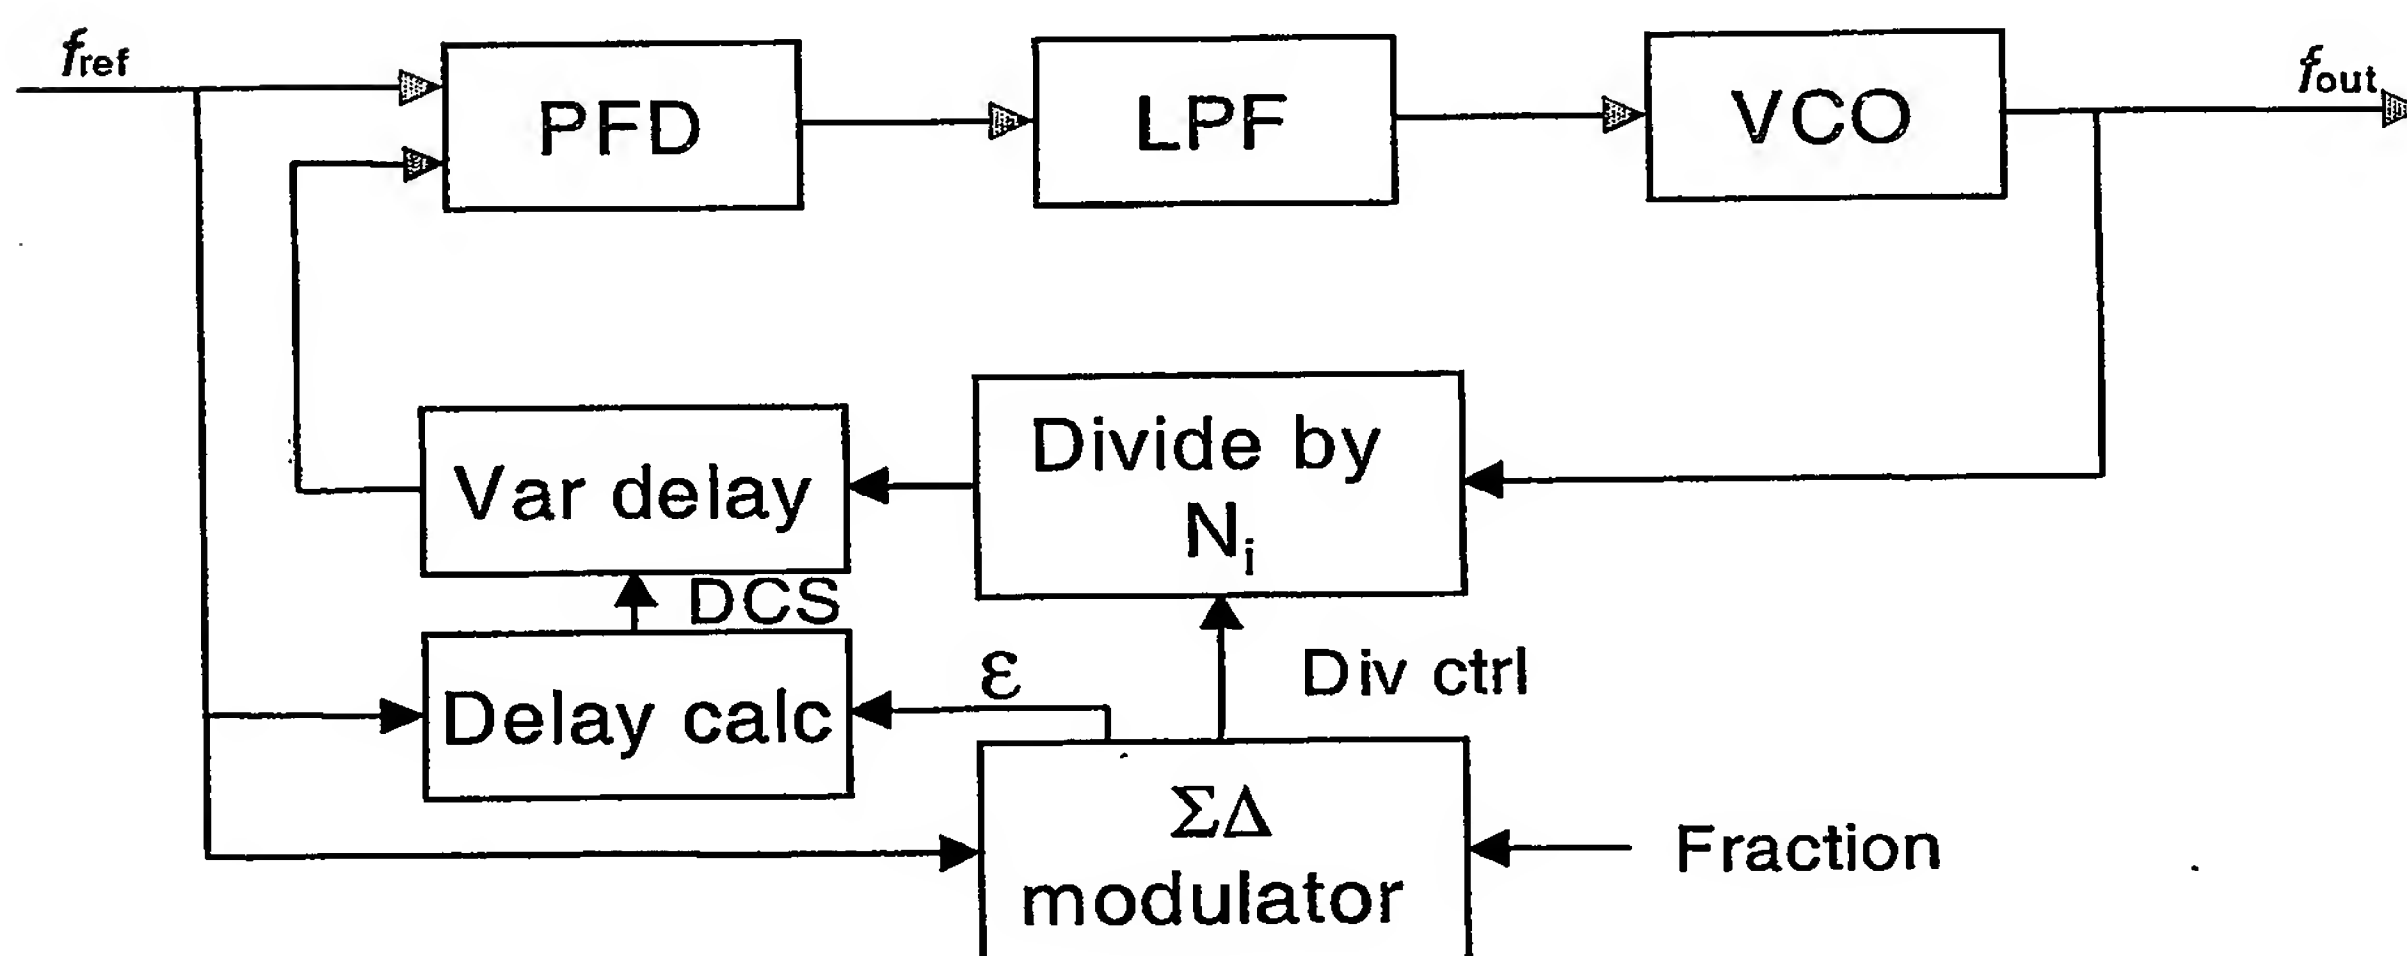 fref
PFD
LPF
VCO
fout
Var delay
Divide by
Ni
DCS
Delay calc
ε
Div ctrl
ΣΔ
modulator
Fraction